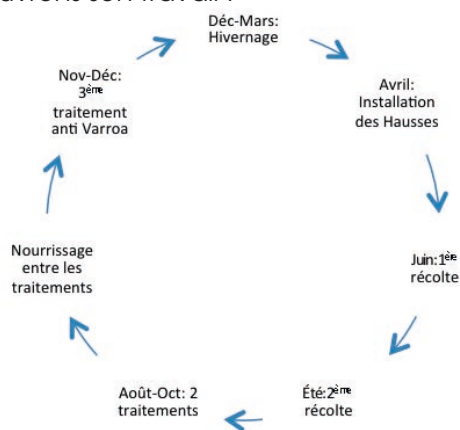 Déc-Mars:
Hivernage
Avril:
Installation
des Hausses
Juin:1ère
récolte
Été:2ème
récolte
Août-Oct: 2
traitements
Nourrissage
entre les
traitements
Nov-Déc:
3ème
traitement
anti Varroa